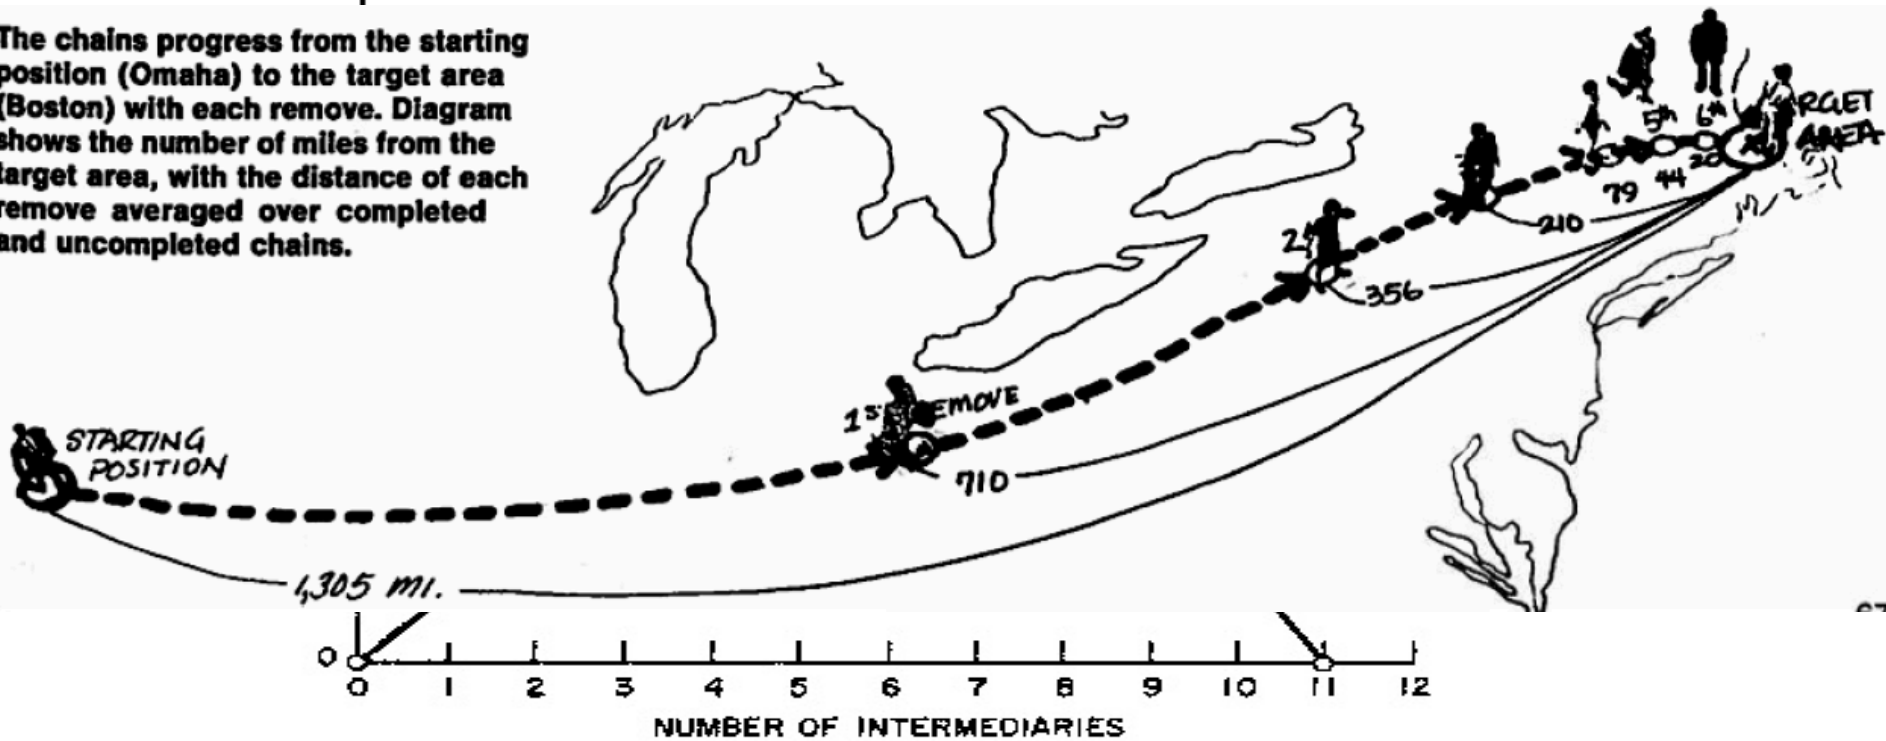 The chains progress from the starting
position (Omaha) to the target area
(Boston) with each remove. Diagram
shows the number of miles from the
target area, with the distance of each
remove averaged over completed
and uncompleted chains.
5th 6th
AREA
20
79 44
210
356
710
STARTING
POSITION
1,305 MI.
0
0 1 2 3 4 5 6 7 8 9 10 11 12
NUMBER OF INTERMEDIARIES